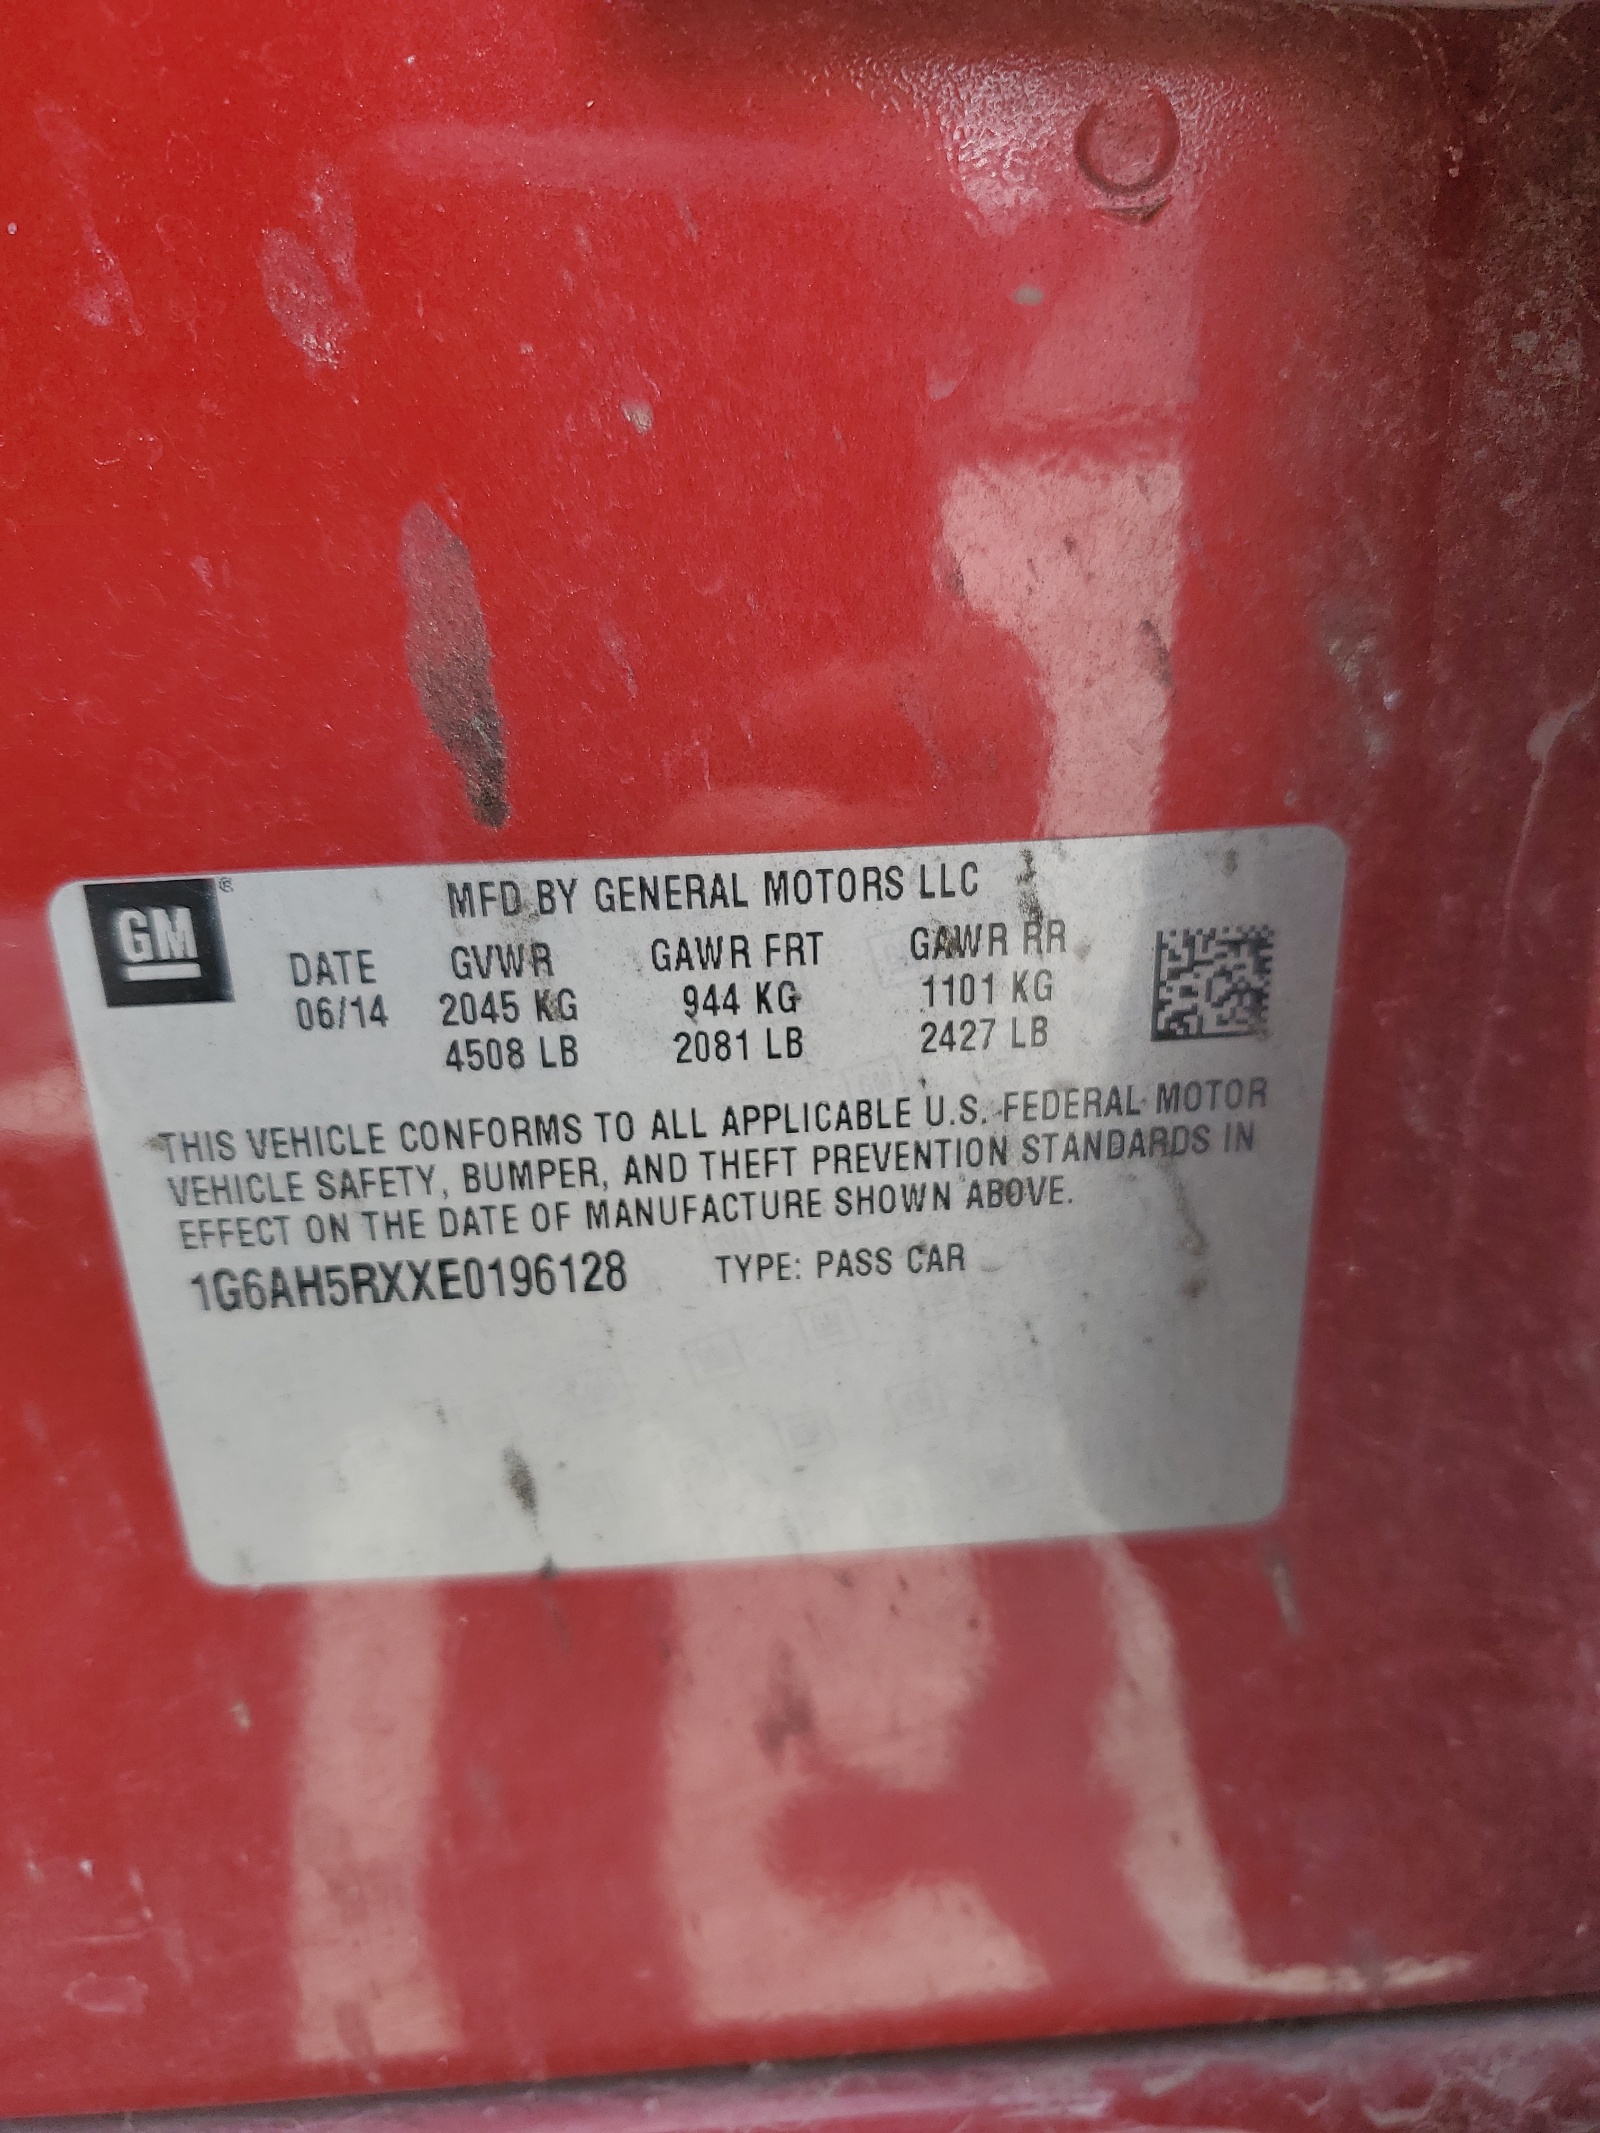 GM ®
MFD BY GENERAL MOTORS LLC
DATE GVWR GAWR FRT GAWR RR
06/14 2045 KG 944 KG 1101 KG
4508 LB 2081 LB 2427 LB
THIS VEHICLE CONFORMS TO ALL APPLICABLE U.S. FEDERAL MOTOR
VEHICLE SAFETY, BUMPER, AND THEFT PREVENTION STANDARDS IN
EFFECT ON THE DATE OF MANUFACTURE SHOWN ABOVE.
1G6AH5RXXE0196128 TYPE: PASS CAR